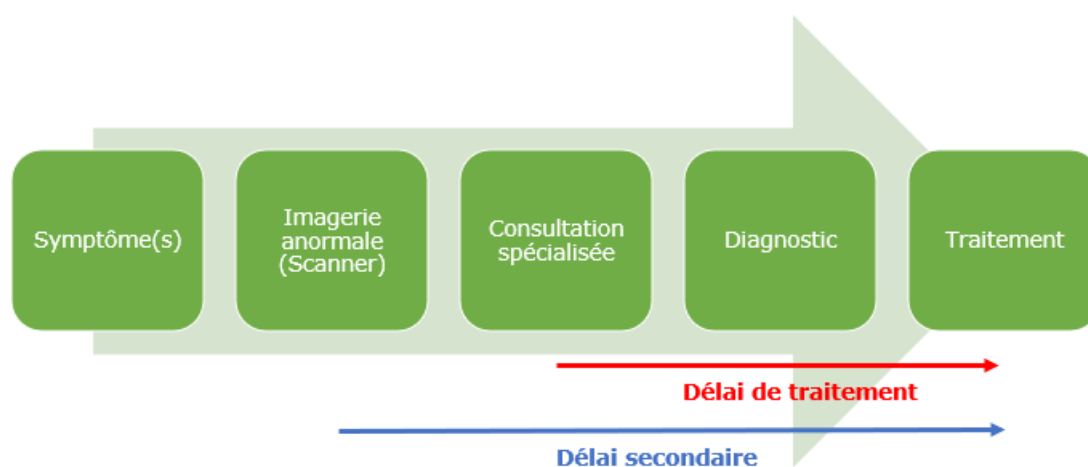 Symptôme(s)
Imagerie
anormale
(Scanner)
Consultation
spécialisée
Diagnostic
Traitement
Délai de traitement
Délai secondaire